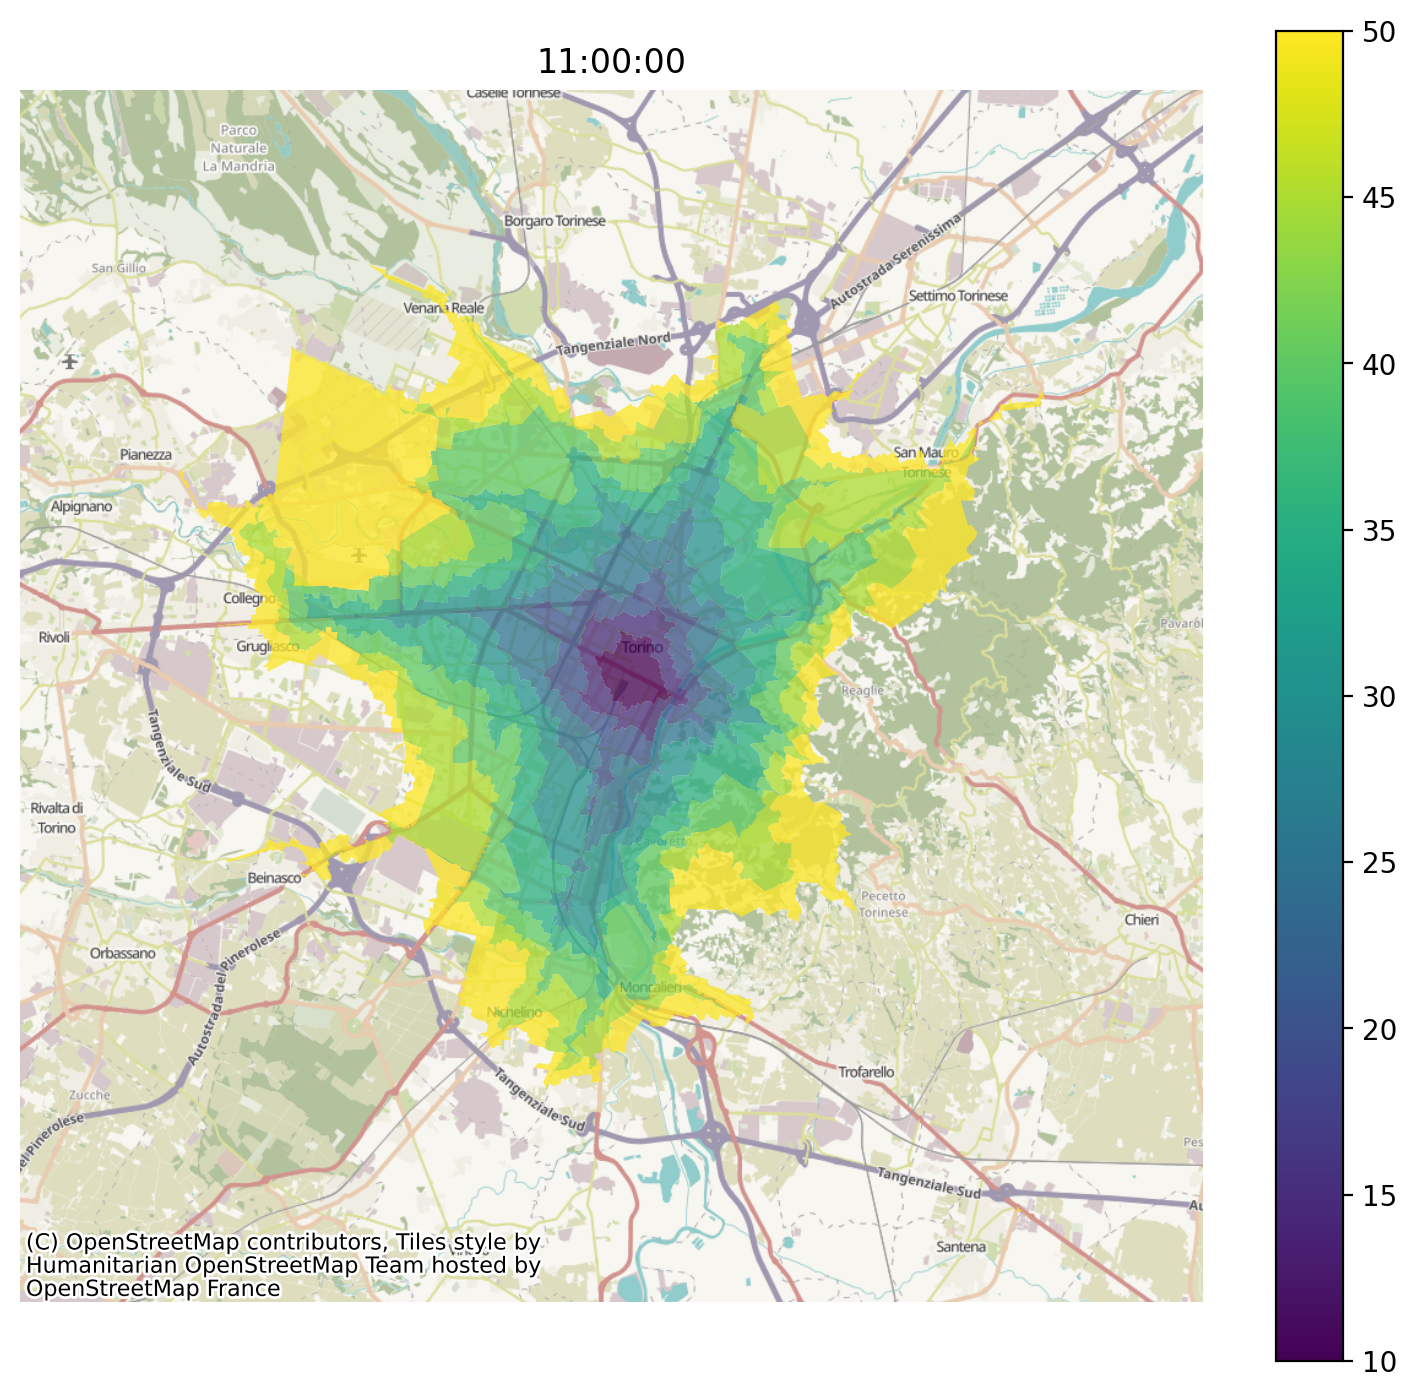 11:00:00
50
45
40
35
30
25
20
15
10
Caselle Torinese
Parco
Naturale
La Mandria
Borgaro Torinese
Autostrada Serenissima
San Gillio
Settimo Torinese
Venaria Reale
Tangenziale Nord
Pianezza
San Mauro
Torinese
Alpignano
Collegno
Rivoli
Grugliasco
Torino
Reaglie
Tangenziale Sud
Rivalta di
Torino
Cavoretto
Beinasco
Pecetto
Torinese
Chieri
Orbassano
Autostrada del Pinerolese
Moncalieri
Nichelino
Trofarello
Zucche
Tangenziale Sud
el Pinerolese
Pes
Tangenziale Sud
Au
Santena
(C) OpenStreetMap contributors, Tiles style by
Humanitarian OpenStreetMap Team hosted by
OpenStreetMap France